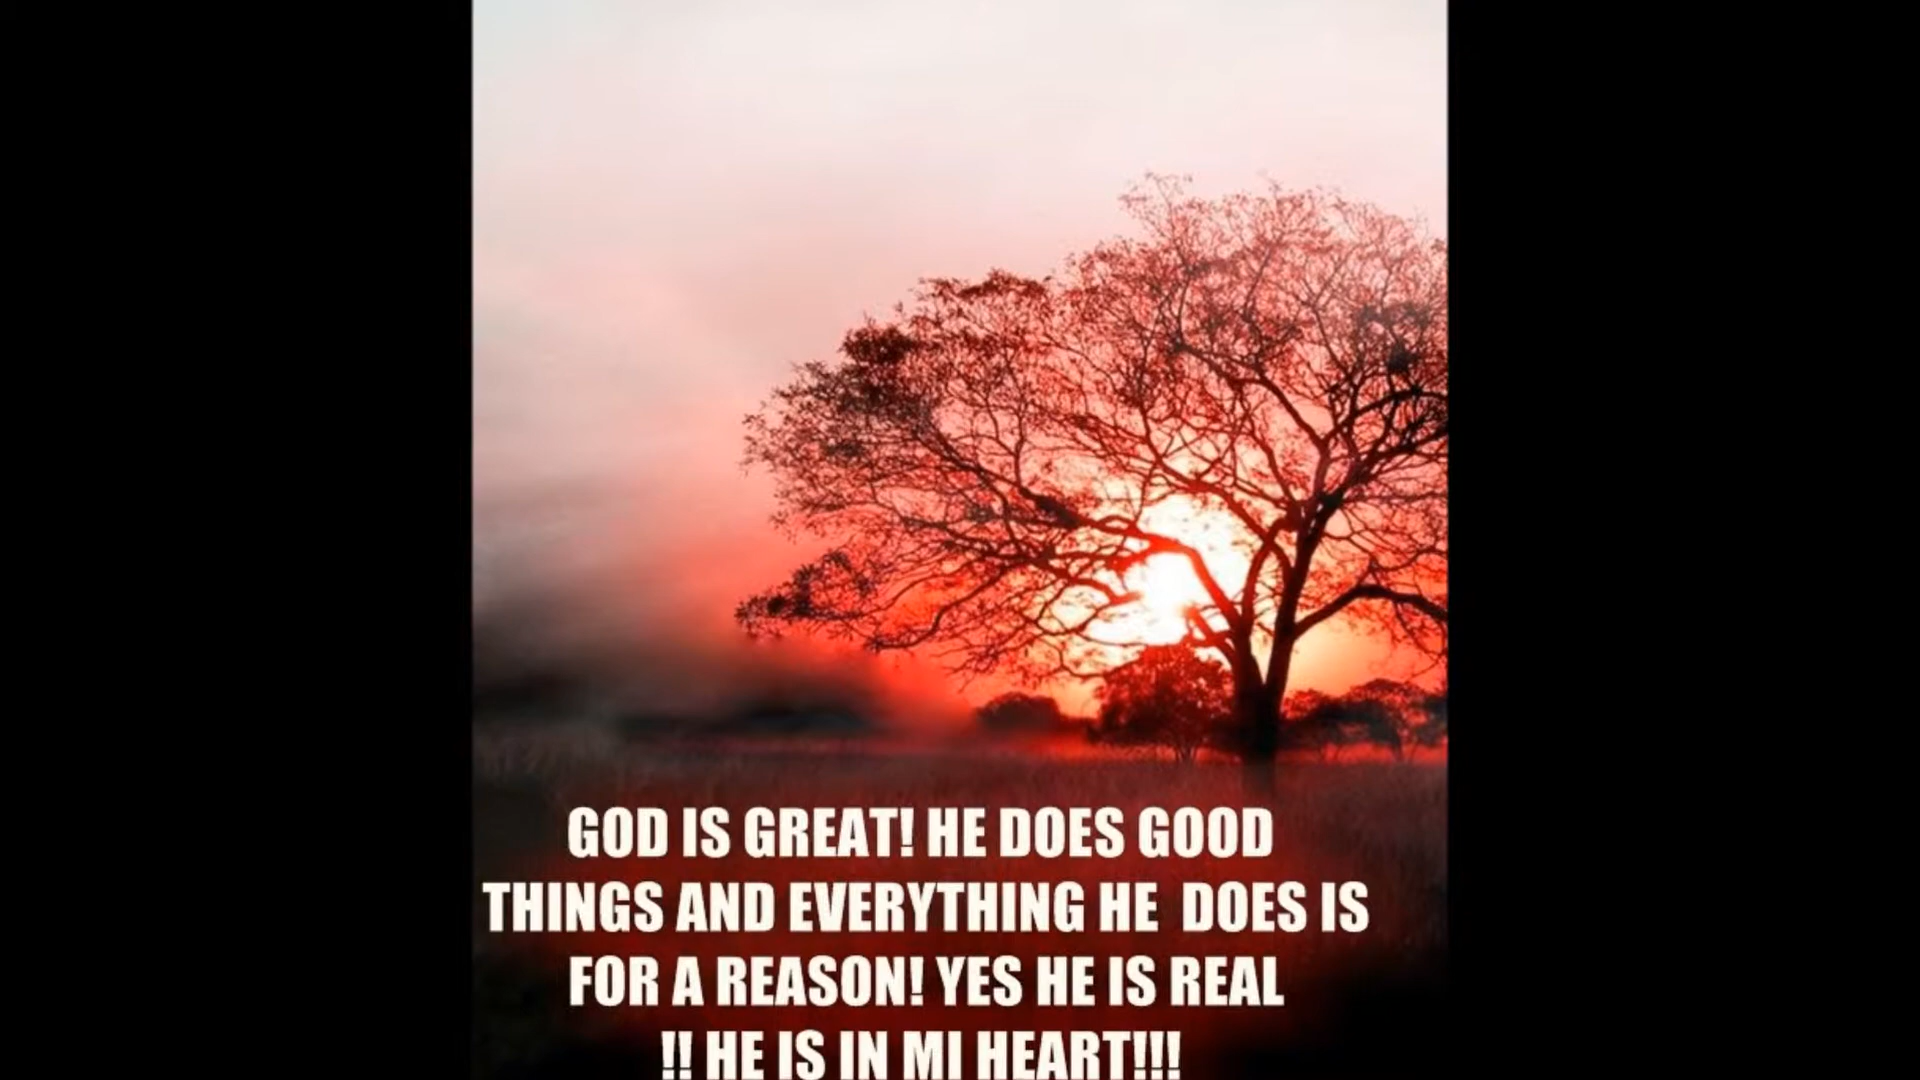 GOD IS GREAT! HE DOES GOOD
THINGS AND EVERYTHING HE DOES IS
FOR A REASON! YES HE IS REAL
!! HE IS IN MI HEART!!!